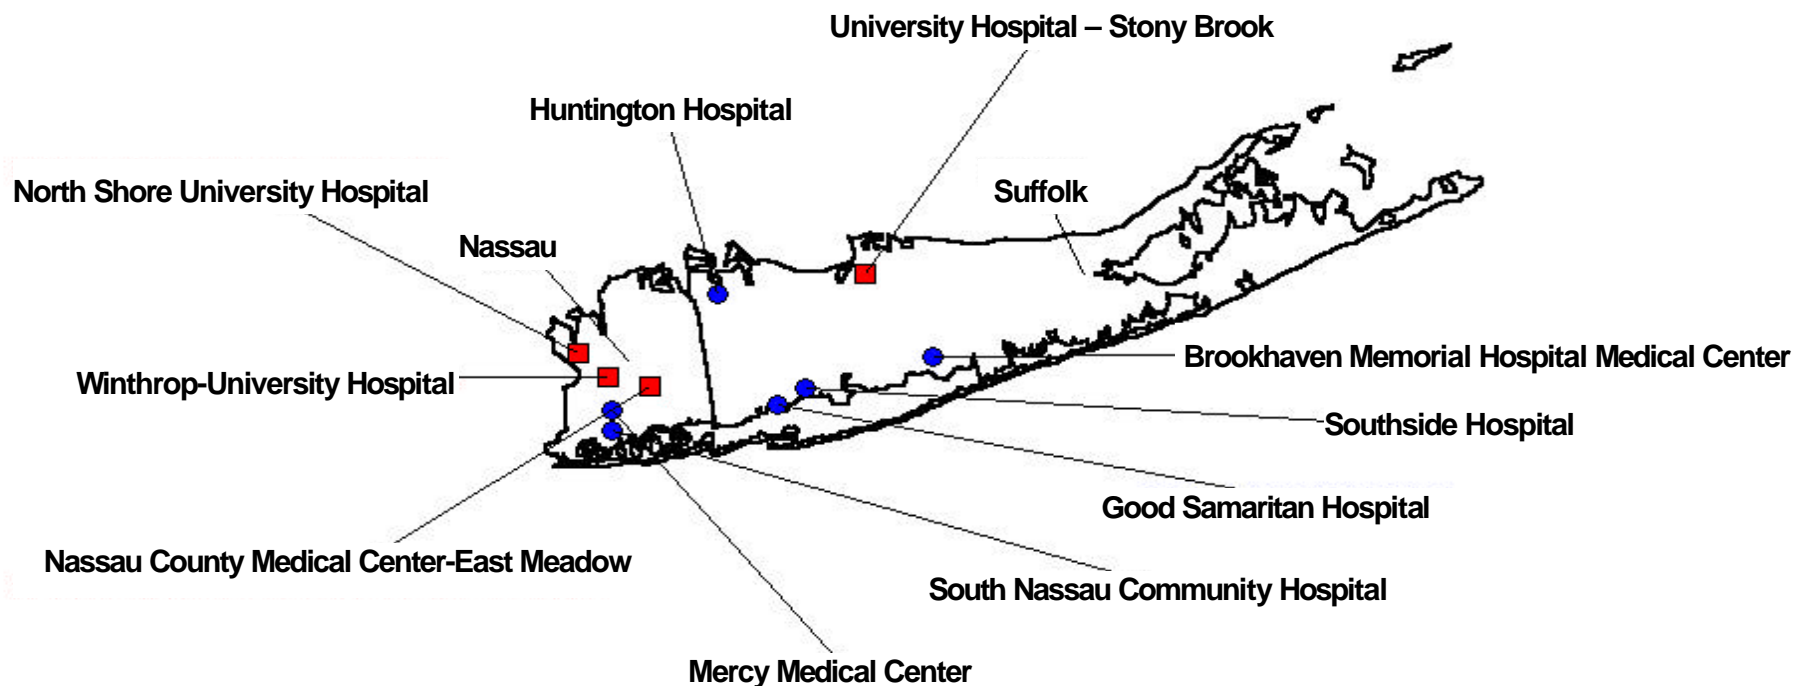 University Hospital – Stony Brook
Huntington Hospital
North Shore University Hospital
Suffolk
Nassau
Brookhaven Memorial Hospital Medical Center
Winthrop-University Hospital
Southside Hospital
Good Samaritan Hospital
Nassau County Medical Center-East Meadow
South Nassau Community Hospital
Mercy Medical Center